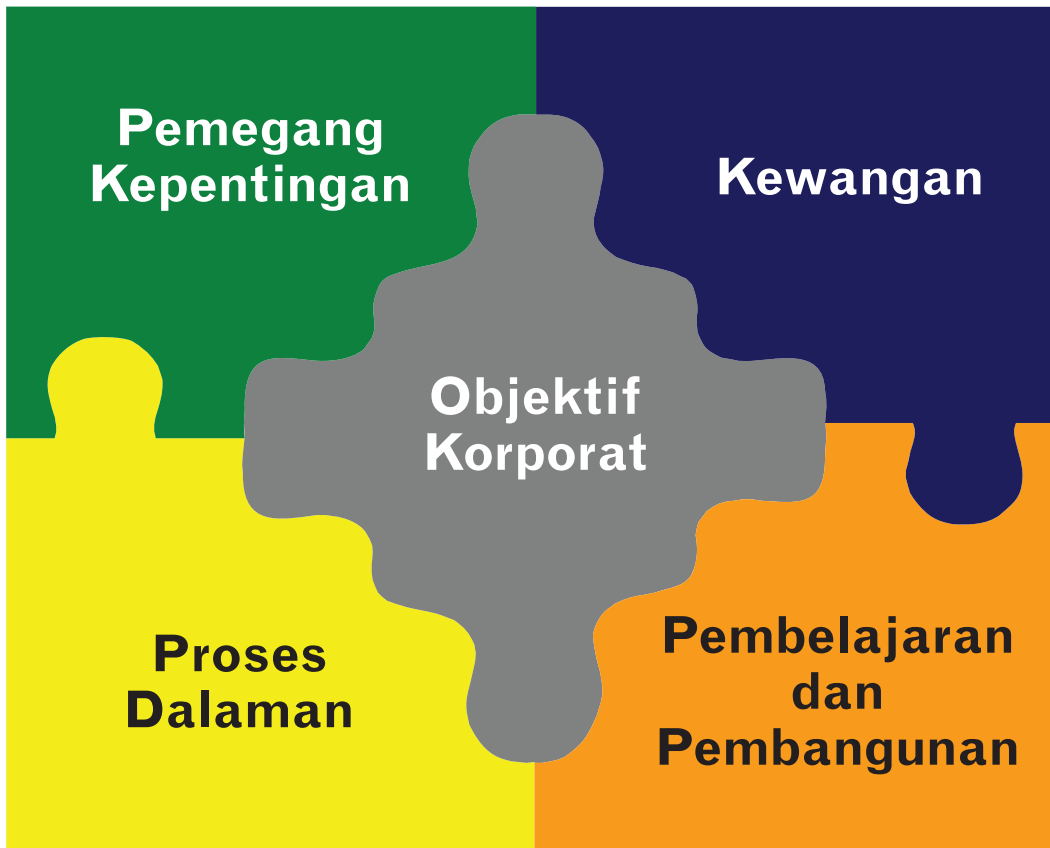 Pemegang
Kepentingan
Kewangan
Objektif
Korporat
Proses
Dalaman
Pembelajaran
dan
Pembangunan